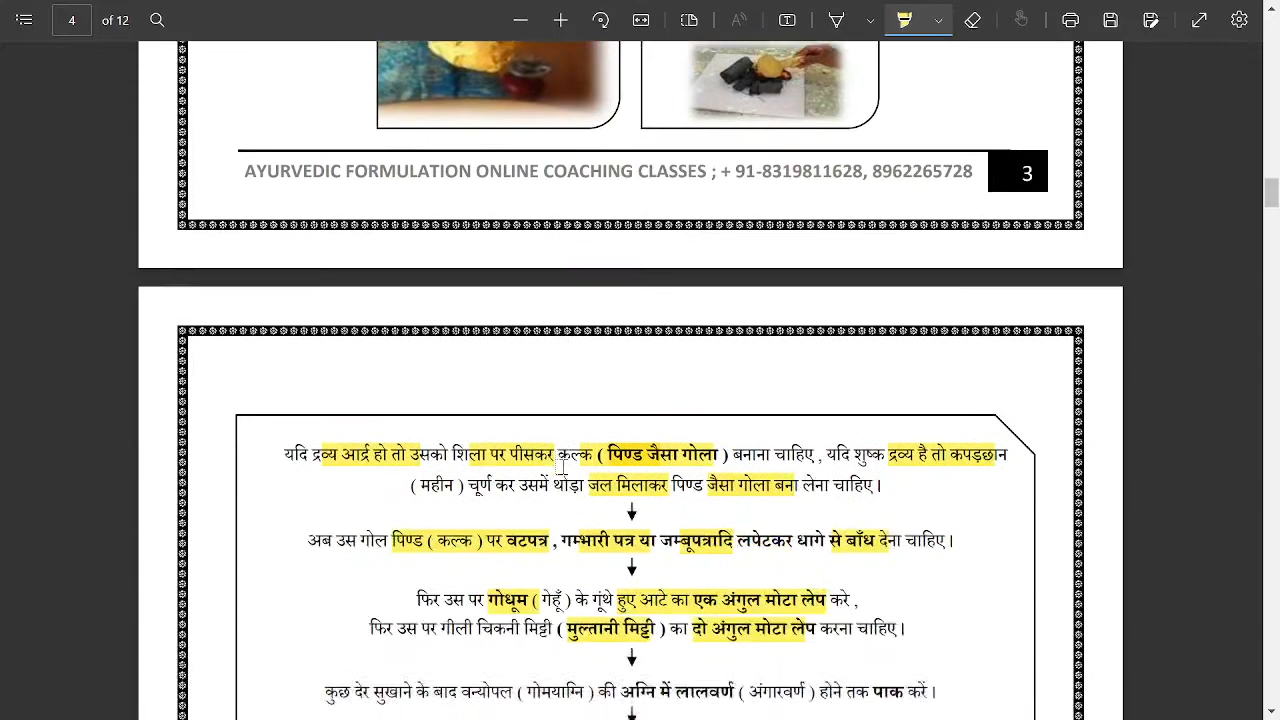 4 of 12
AYURVEDIC FORMULATION ONLINE COACHING CLASSES ; + 91-8319811628, 8962265728 3
यदि द्रव्य आर्द्र हो तो उसको शिला पर पीसकर कल्क ( पिण्ड जैसा गोला ) बनाना चाहिए , यदि शुष्क द्रव्य है तो कपड़छान
( महीन ) चूर्ण कर उसमें थोड़ा जल मिलाकर पिण्ड जैसा गोला बना लेना चाहिए ।
अब उस गोल पिण्ड ( कल्क ) पर वटपत्र , गम्भारी पत्र या जम्बूपत्रादि लपेटकर धागे से बाँध देना चाहिए ।
फिर उस पर गोधूम ( गेहूँ ) के गूंथे हुए आटे का एक अंगुल मोटा लेप करे ,
फिर उस पर गीली चिकनी मिट्टी ( मुल्तानी मिट्टी ) का दो अंगुल मोटा लेप करना चाहिए ।
कुछ देर सुखाने के बाद वन्योपल ( गोमयाग्नि ) की अग्नि में लालवर्ण ( अंगारवर्ण ) होने तक पाक करें ।